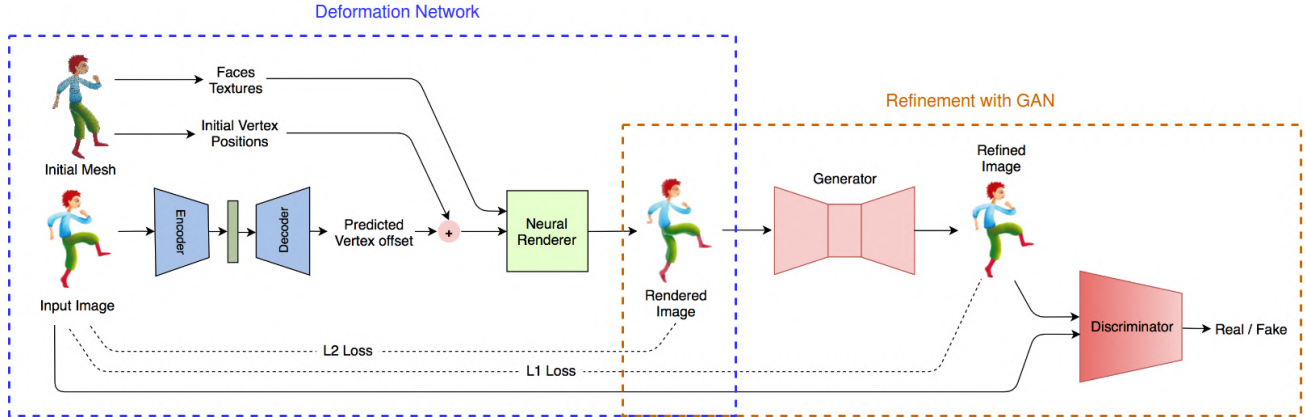 Deformation Network
Refinement with GAN
Faces
Textures
Initial Vertex
Positions
Initial Mesh
Encoder
Decoder
Predicted
Vertex offset
+
Neural
Renderer
Generator
Refined
Image
Input Image
Rendered
Image
Discriminator
Real / Fake
L2 Loss
L1 Loss